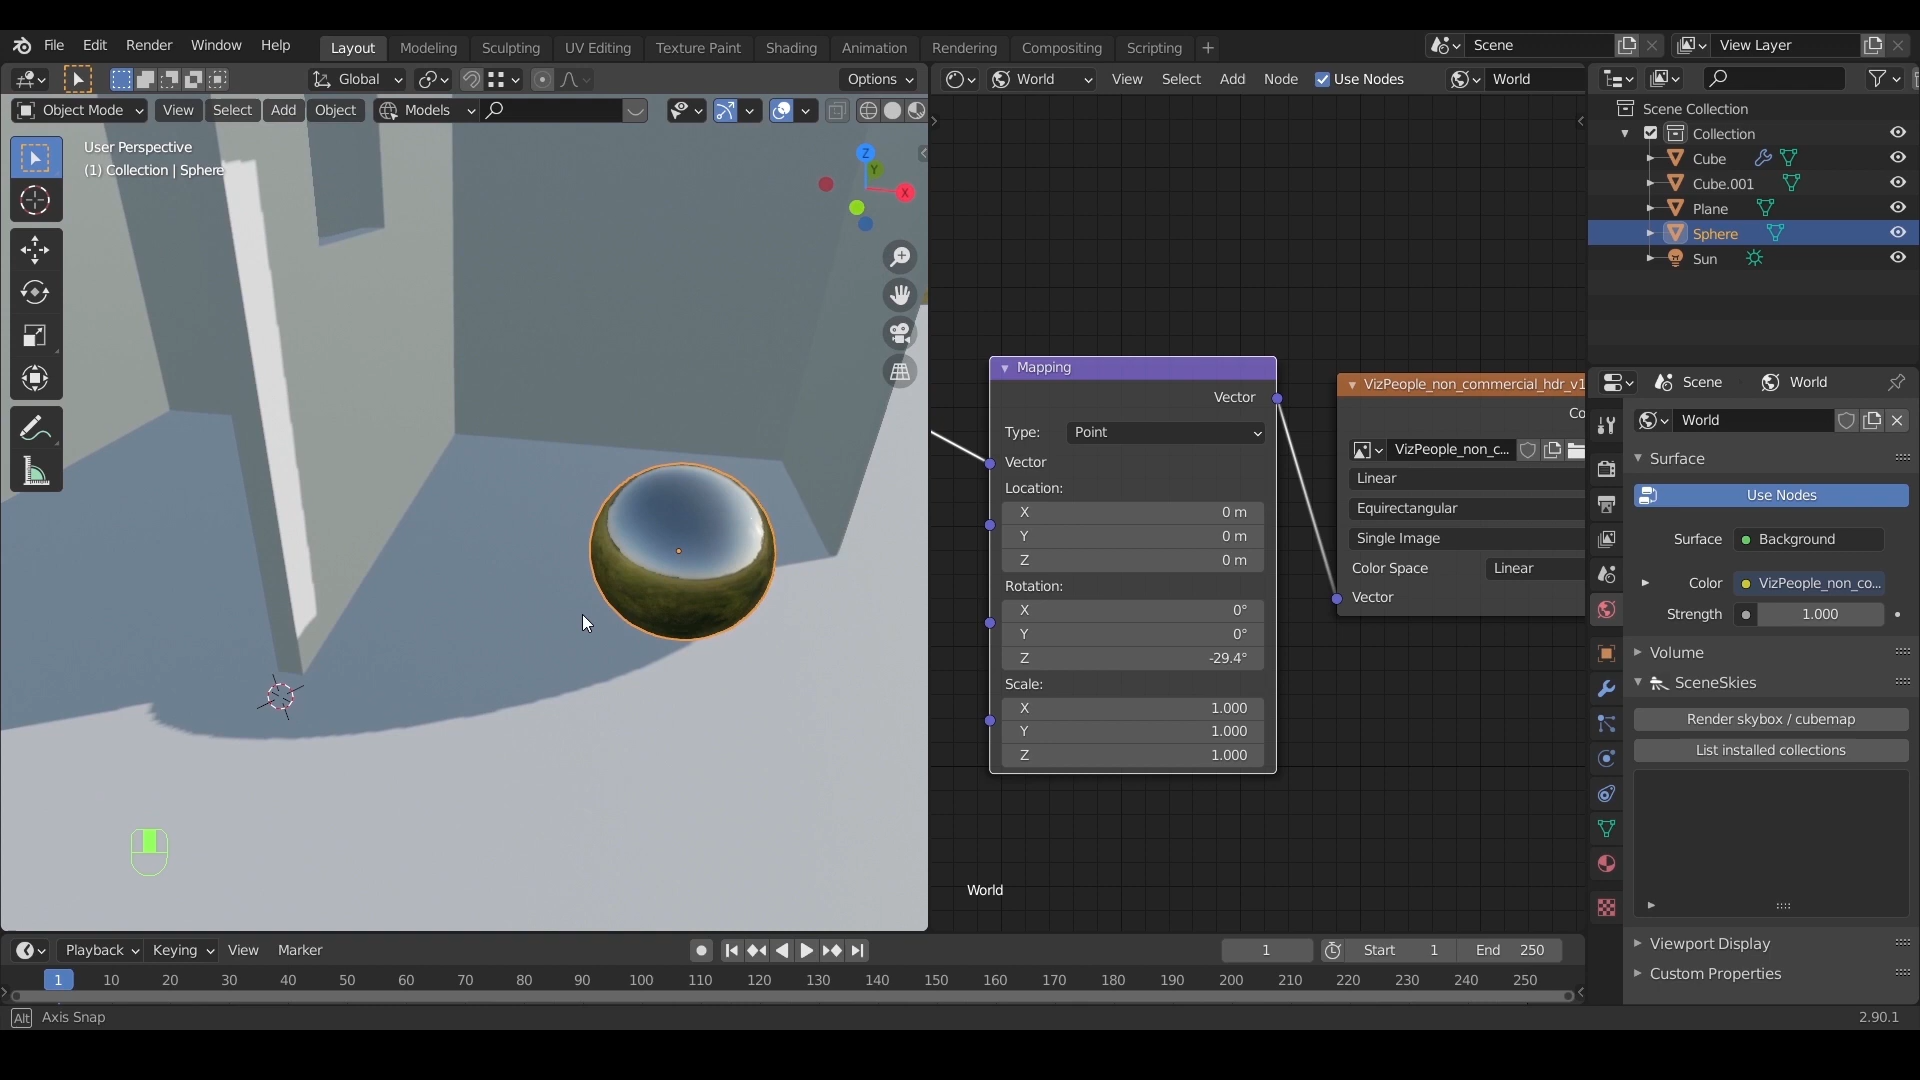 File Edit Render Window Help Layout Modeling Sculpting UV Editing Texture Paint Shading Animation Rendering Compositing Scripting + Scene View Layer
Global Options World View Select Add Node Use Nodes World
Object Mode View Select Add Object Models
User Perspective
(1) Collection | Sphere
Z
Y
X
Scene Collection
Collection
Cube
Cube.001
Plane
Sphere
Sun
Mapping
Vector
Type: Point
Vector
Location:
X 0 m
Y 0 m
Z 0 m
Rotation:
X 0°
Y 0°
Z -29.4°
Scale:
X 1.000
Y 1.000
Z 1.000
VizPeople_non_commercial_hdr_v1
Co
VizPeople_non_c...
Linear
Equirectangular
Single Image
Color Space Linear
Vector
World
Scene World
World
Surface
Use Nodes
Surface Background
Color VizPeople_non_co...
Strength 1.000
Volume
SceneSkies
Render skybox / cubemap
List installed collections
Viewport Display
Custom Properties
Playback Keying View Marker 1 Start 1 End 250
1 10 20 30 40 50 60 70 80 90 100 110 120 130 140 150 160 170 180 190 200 210 220 230 240 250
Alt Axis Snap 2.90.1